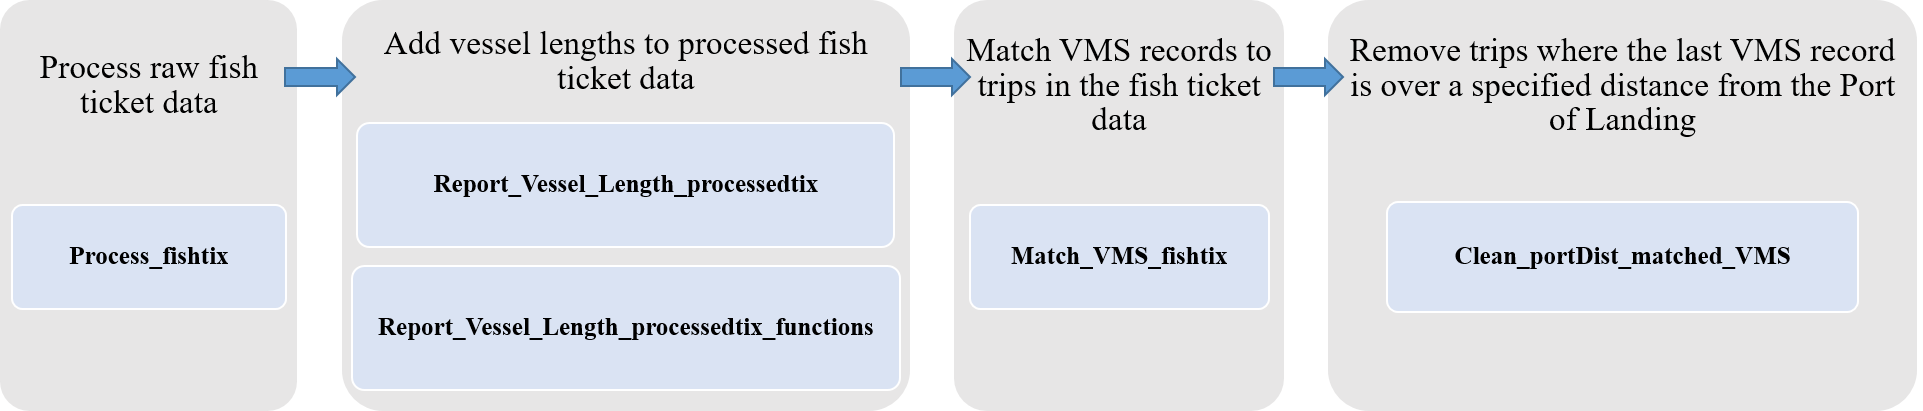 Process raw fish
ticket data
Process_fishtix
Add vessel lengths to processed fish
ticket data
Report_Vessel_Length_processedtix
Report_Vessel_Length_processedtix_functions
Match VMS records to
trips in the fish ticket
data
Match_VMS_fishtix
Remove trips where the last VMS record
is over a specified distance from the Port
of Landing
Clean_portDist_matched_VMS